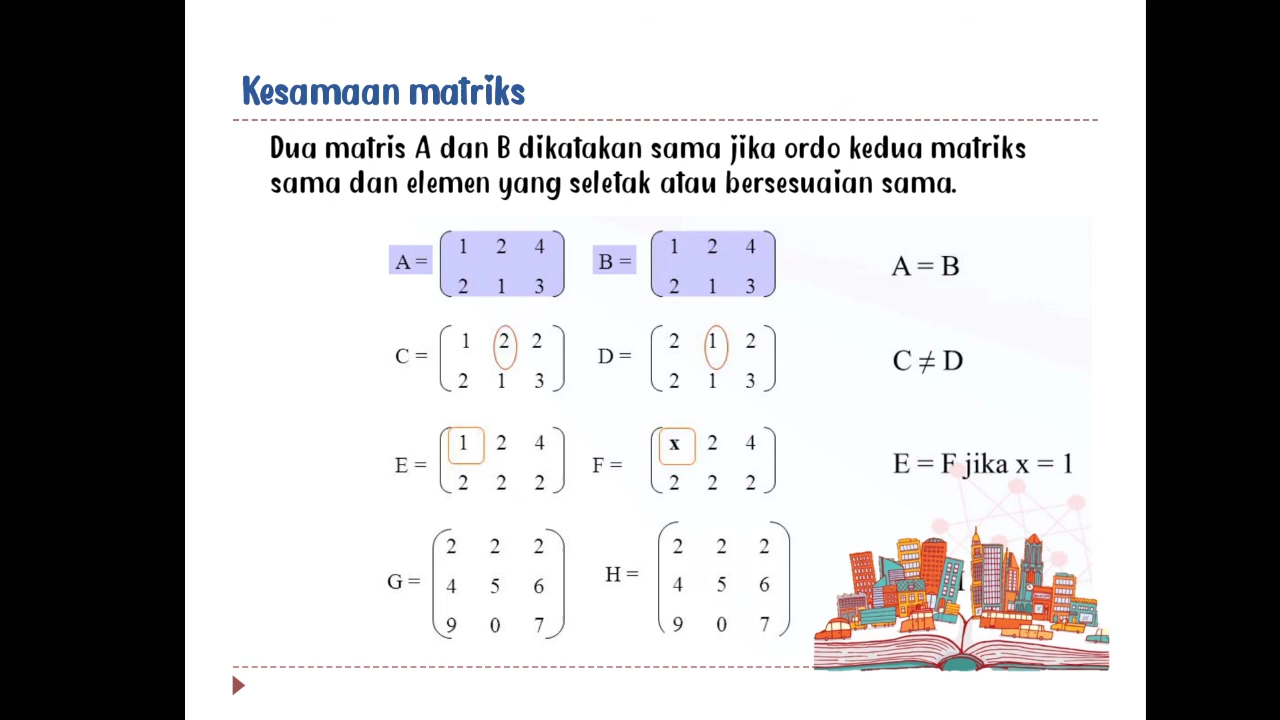 Kesamaan matriks
Dua matris A dan B dikatakan sama jika ordo kedua matriks
sama dan elemen yang seletak atau bersesuaian sama.
A = 1 2 4 B = 1 2 4 A = B
2 1 3 2 1 3
C = 1 2 2 D = 2 1 2 C ≠ D
2 1 3 2 1 3
E = 1 2 4 F = x 2 4 E = F jika x = 1
2 2 2 2 2 2
G = 2 2 2 H = 2 2 2
4 5 6 4 5 6
9 0 7 9 0 7